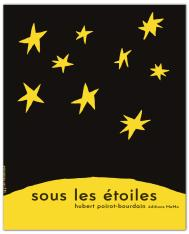 sous les étoiles
hubert poirot-bourdain éditions MeMo